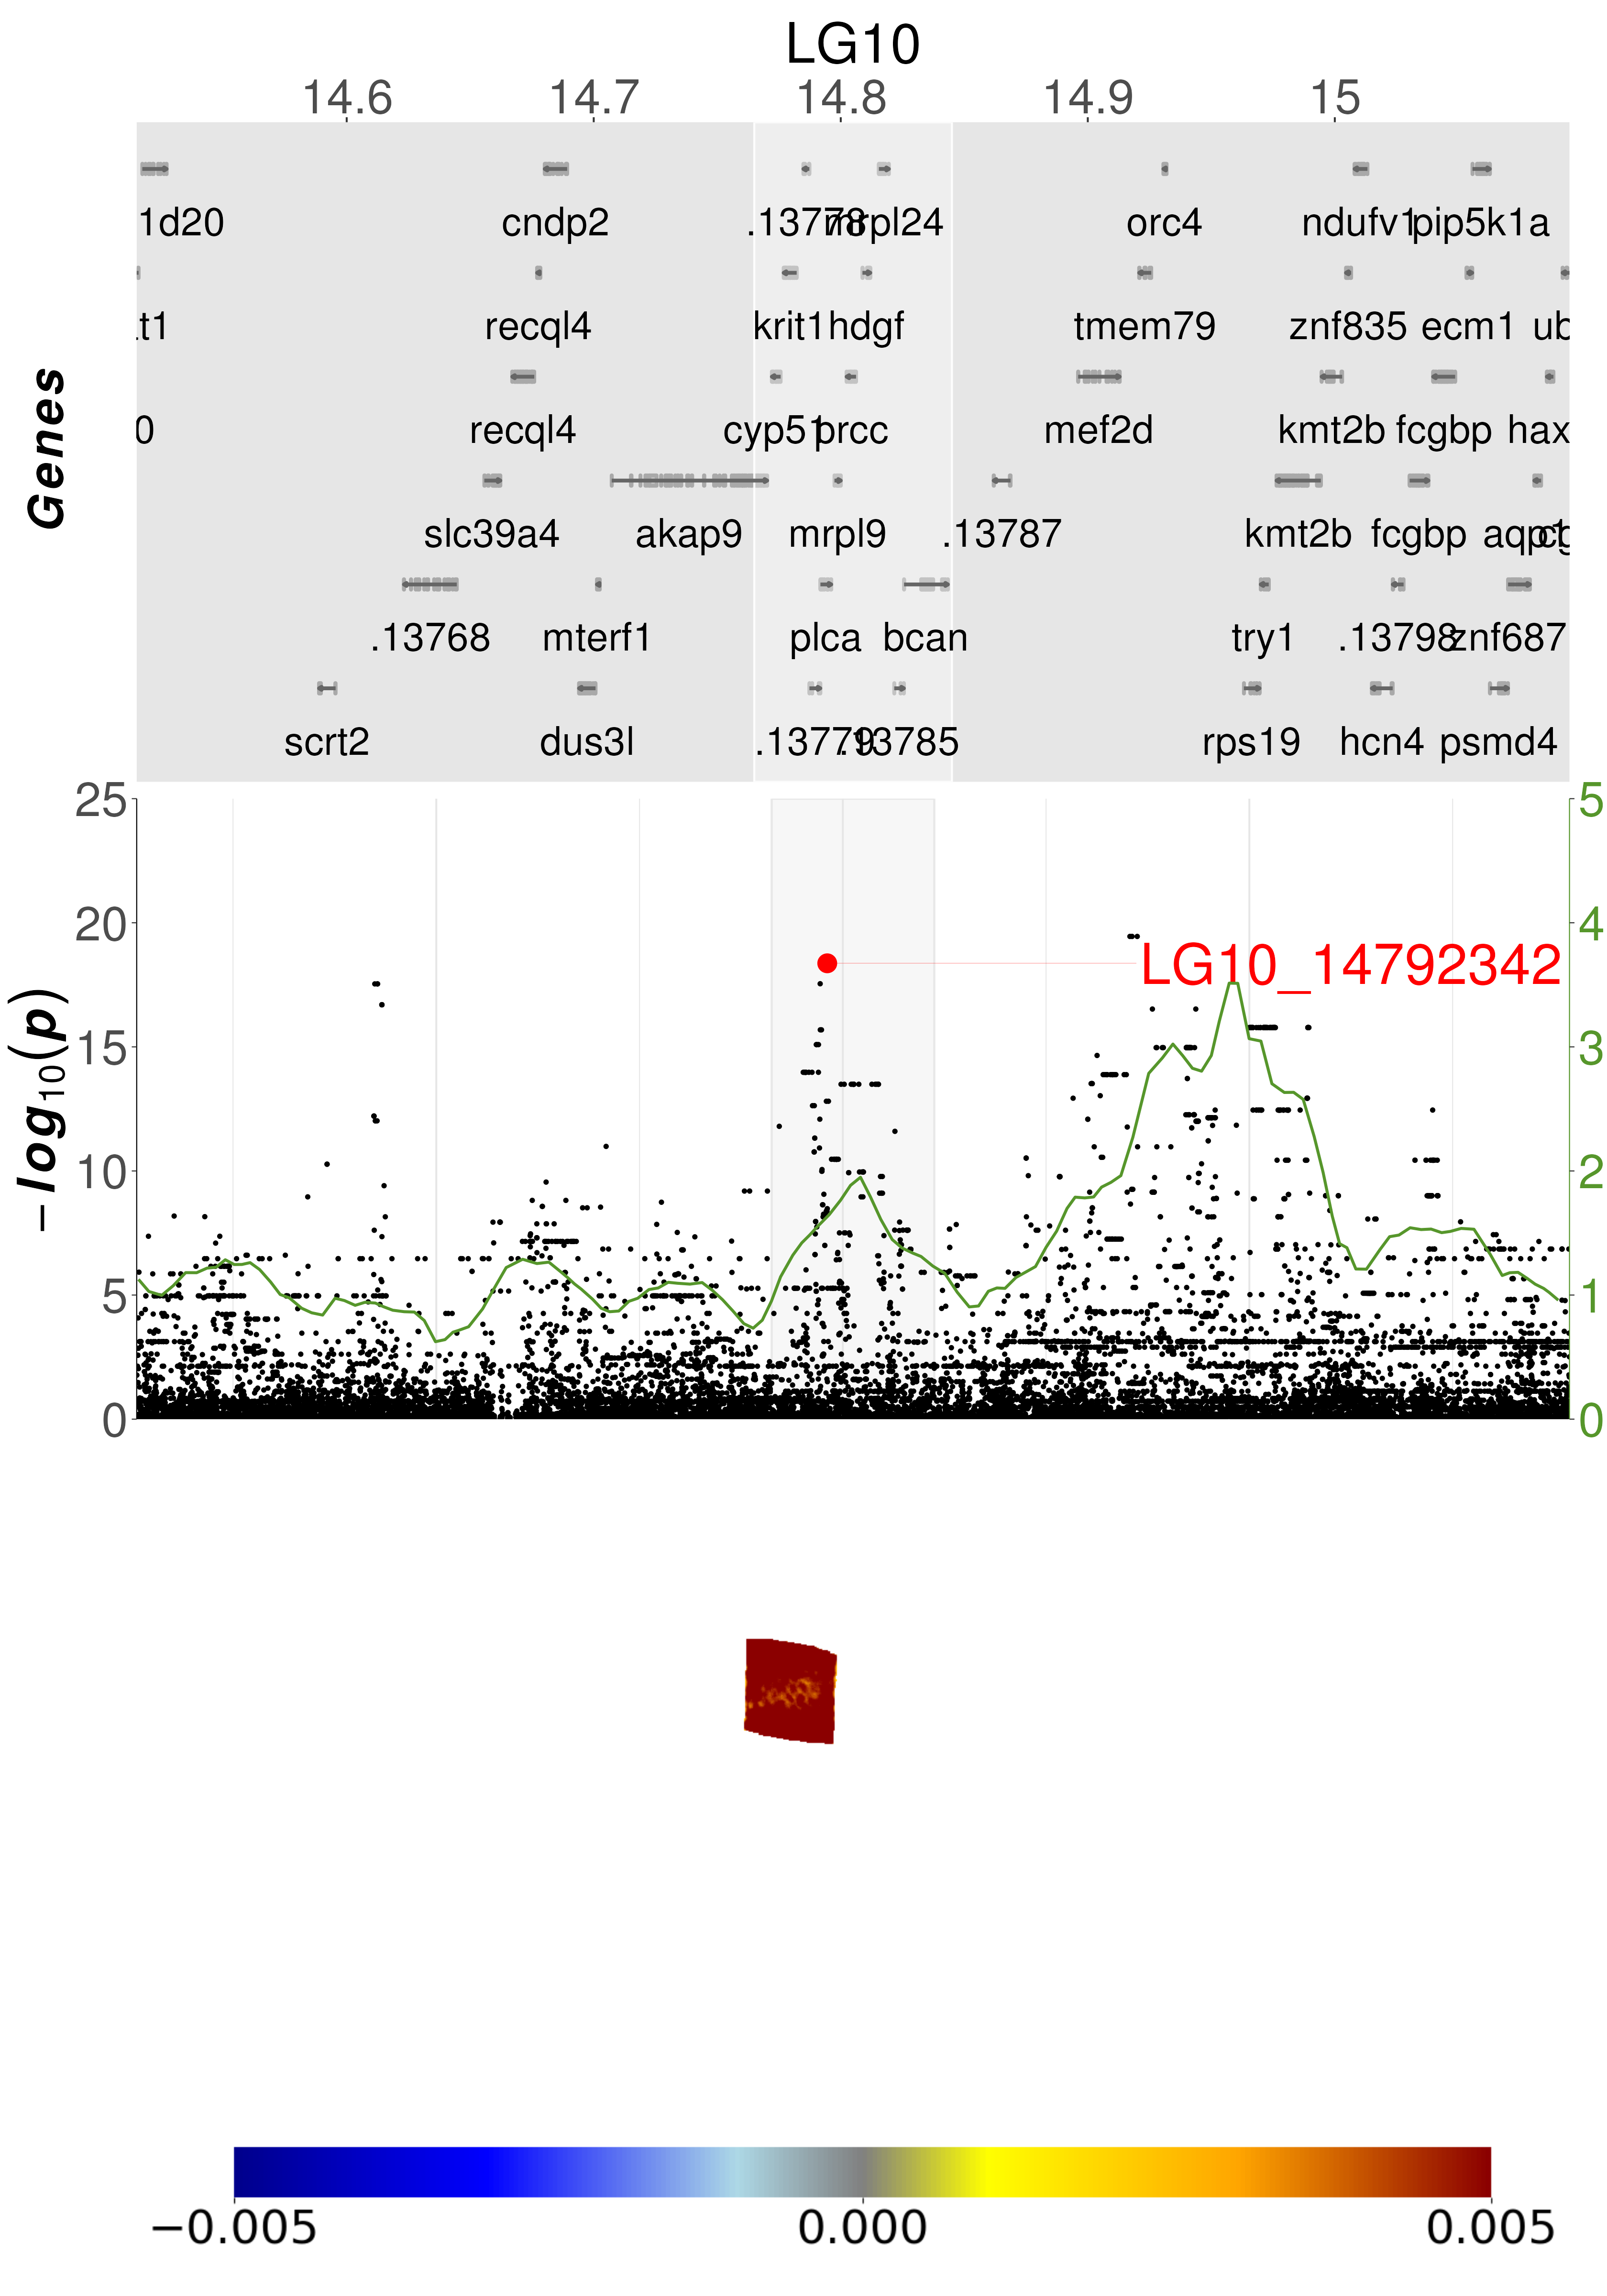 LG10
14.6 14.7 14.8 14.9 15
1d20 cndp2 .13778 mrpl24 orc4 ndufv1 pip5k1a
.t1 recql4 krit1 hdgf tmem79 znf835 ecm1 ub
0 recql4 cyp51 prcc mef2d kmt2b fcgbp hax
slc39a4 akap9 mrpl9 .13787 kmt2b fcgbp aqp1
.13768 mterf1 plca bcan try1 .13798 znf687
scrt2 dus3l .13779 .13785 rps19 hcn4 psmd4
Genes
25 5
20 4
LG10_14792342
15 3
10 2
5 1
0 0
−log10(p)
−0.005 0.000 0.005